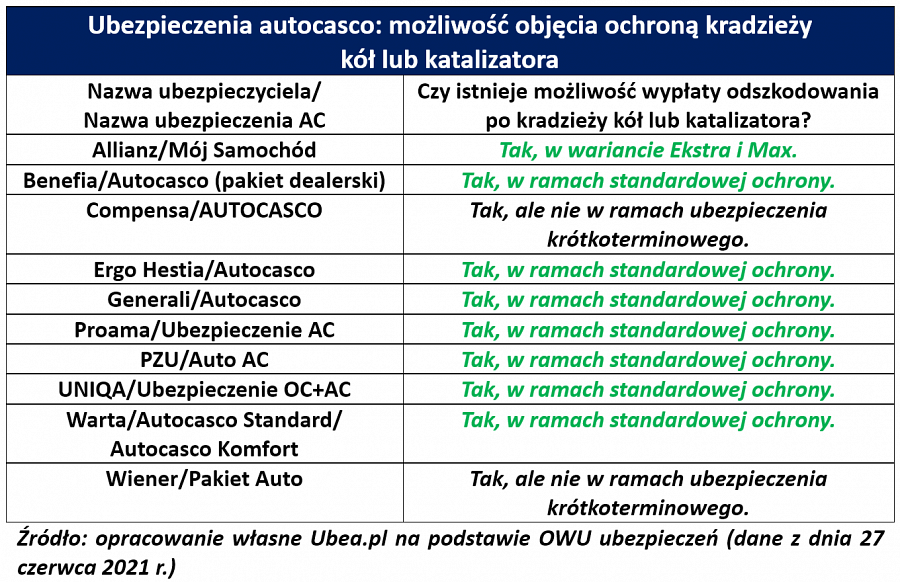 Ubezpieczenia autocasco: możliwość objęcia ochroną kradzieży
kół lub katalizatora
Nazwa ubezpieczyciela/
Nazwa ubezpieczenia AC
Czy istnieje możliwość wypłaty odszkodowania
po kradzieży kół lub katalizatora?
Allianz/Mój Samochód
Tak, w wariancie Ekstra i Max.
Benefia/Autocasco (pakiet dealerski)
Tak, w ramach standardowej ochrony.
Compensa/AUTOCASCO
Tak, ale nie w ramach ubezpieczenia
krótkoterminowego.
Ergo Hestia/Autocasco
Tak, w ramach standardowej ochrony.
Generali/Autocasco
Tak, w ramach standardowej ochrony.
Proama/Ubezpieczenie AC
Tak, w ramach standardowej ochrony.
PZU/Auto AC
Tak, w ramach standardowej ochrony.
UNIQA/Ubezpieczenie OC+AC
Tak, w ramach standardowej ochrony.
Warta/Autocasco Standard/
Autocasco Komfort
Tak, w ramach standardowej ochrony.
Wiener/Pakiet Auto
Tak, ale nie w ramach ubezpieczenia
krótkoterminowego.
Źródło: opracowanie własne Ubea.pl na podstawie OWU ubezpieczeń (dane z dnia 27
czerwca 2021 r.)